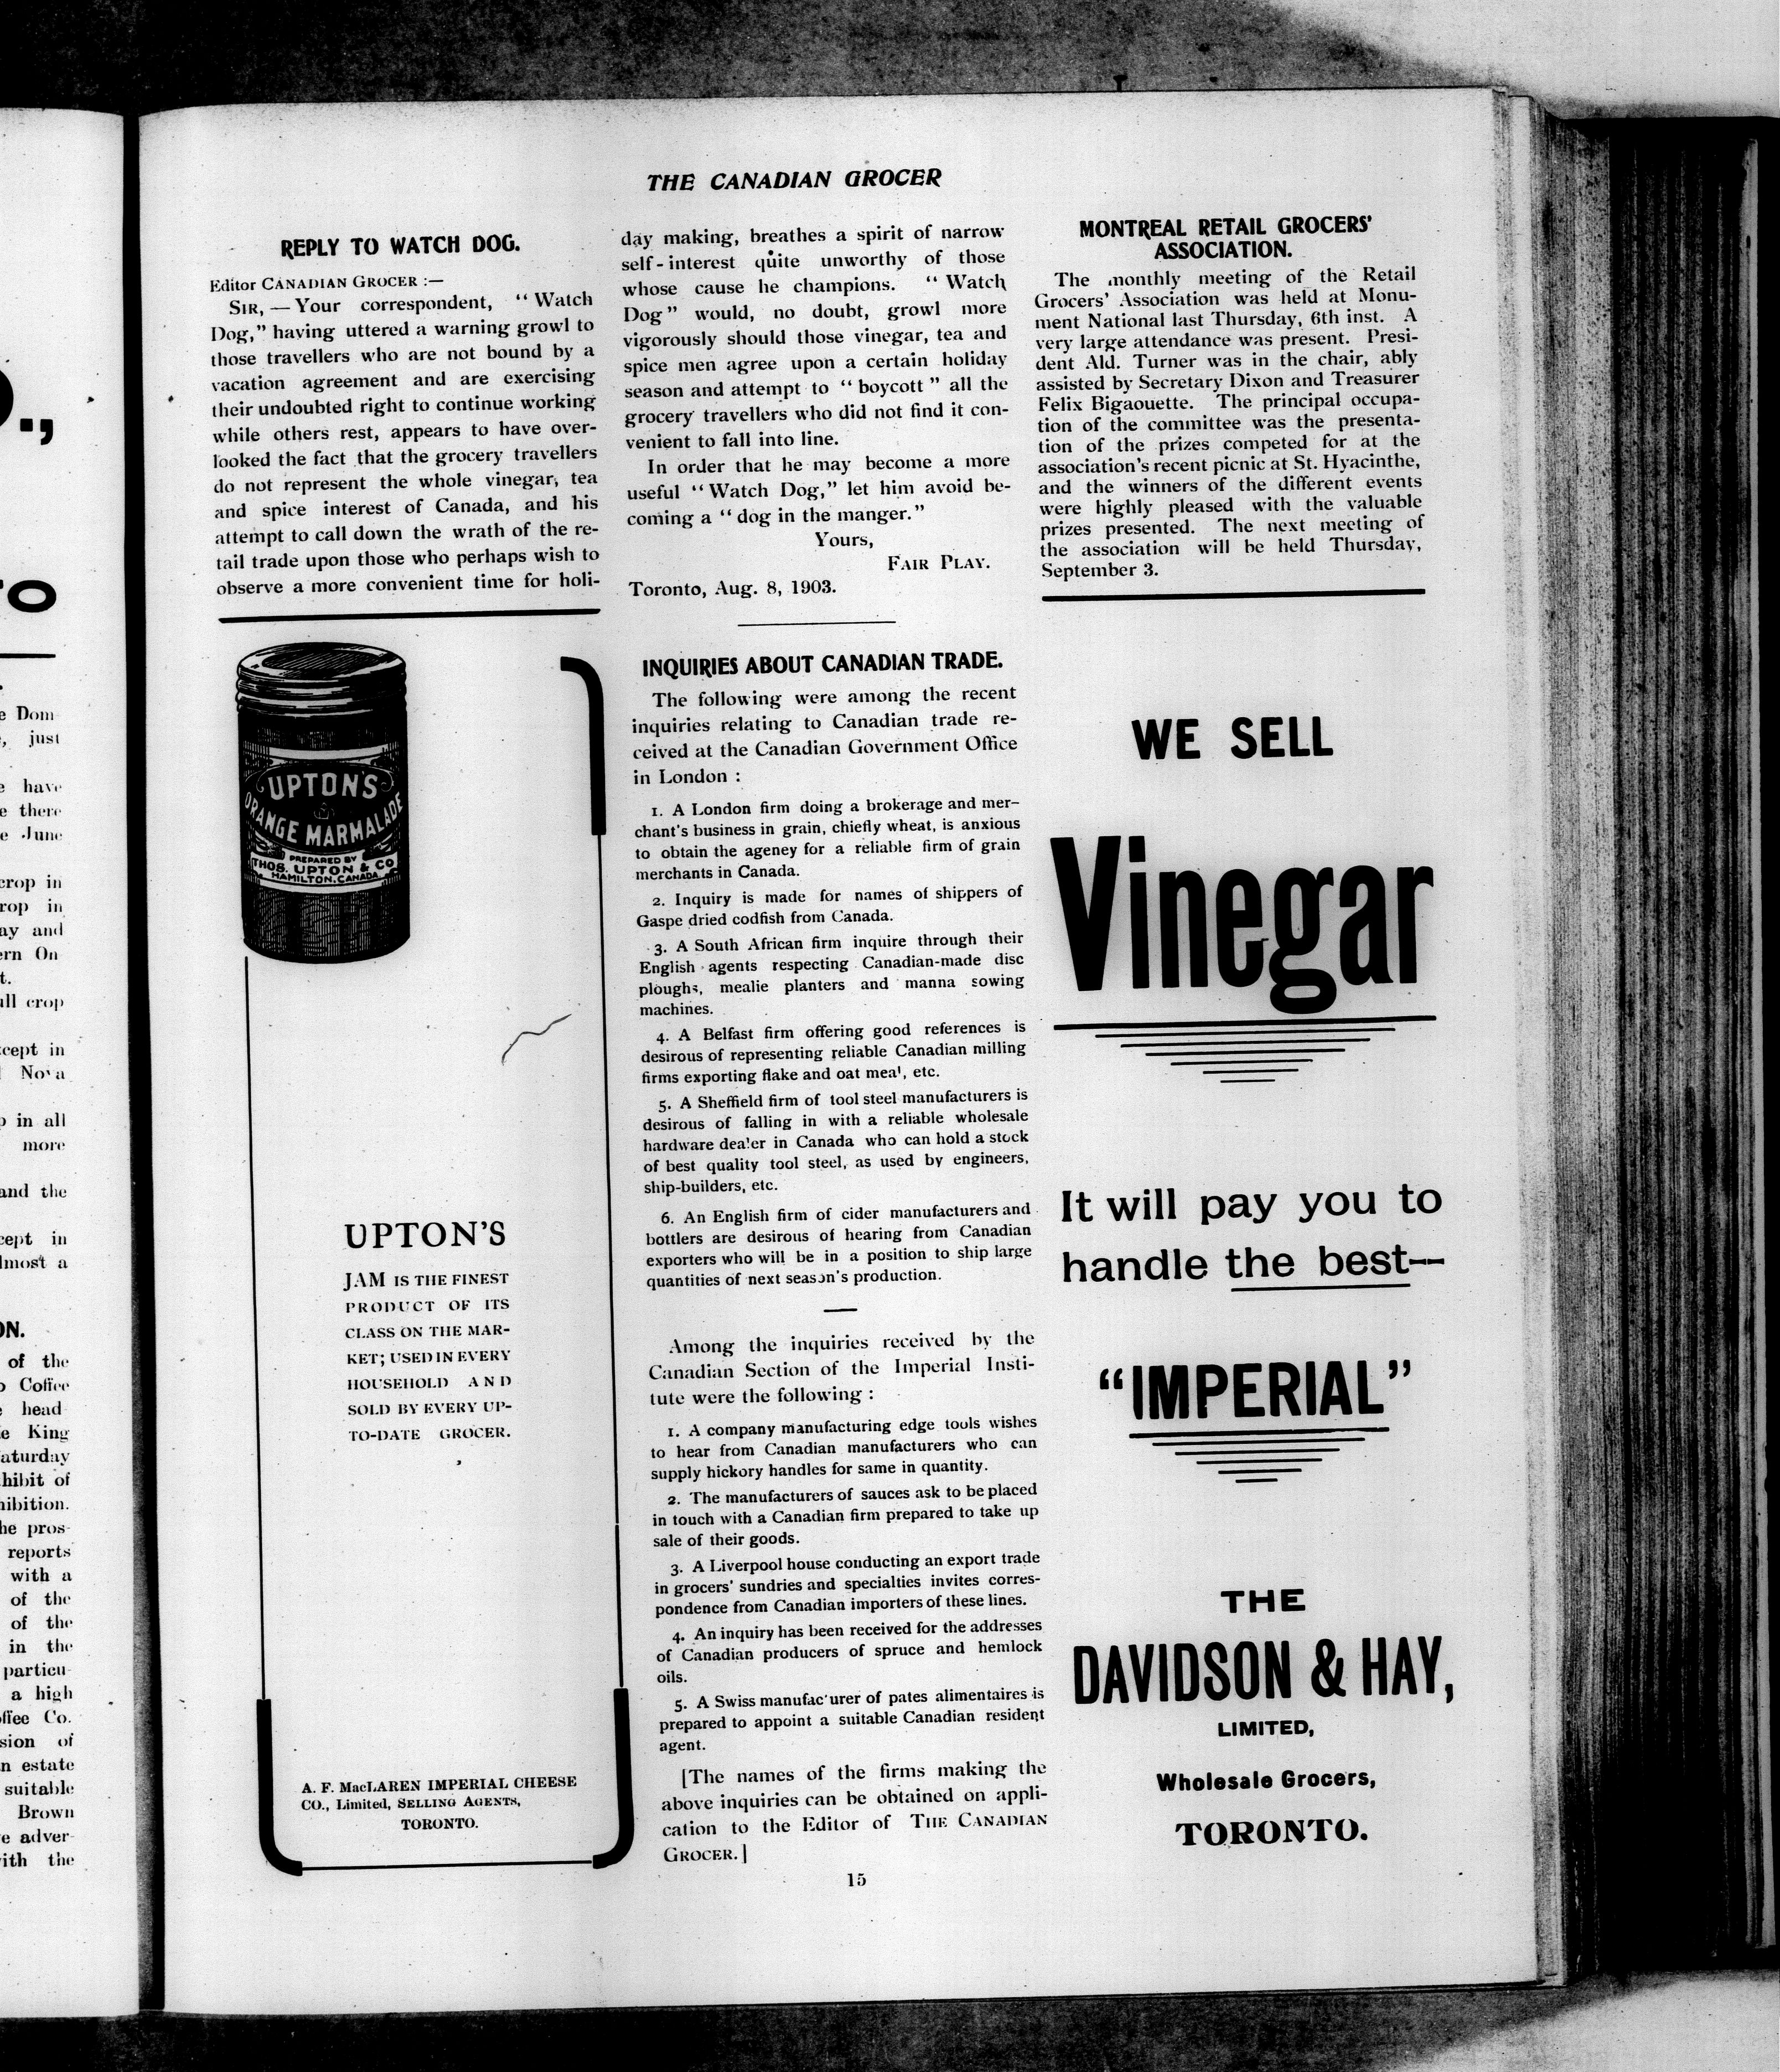 THE CANADIAN GROCER
REPLY TO WATCH DOG.
Editor CANADIAN GROCER :—
SIR, — Your correspondent, “Watch
Dog,” having uttered a warning growl to
those travellers who are not bound by a
vacation agreement and are exercising
their undoubted right to continue working
while others rest, appears to have over-
looked the fact that the grocery travellers
do not represent the whole vinegar, tea
and spice interest of Canada, and his
attempt to call down the wrath of the re-
tail trade upon those who perhaps wish to
observe a more convenient time for holi-
day making, breathes a spirit of narrow
self-interest quite unworthy of those
whose cause he champions. “Watch
Dog” would, no doubt, growl more
vigorously should those vinegar, tea and
spice men agree upon a certain holiday
season and attempt to “boycott” all the
grocery travellers who did not find it con-
venient to fall into line.
In order that he may become a more
useful “Watch Dog,” let him avoid be-
coming a “dog in the manger.”
Yours,
FAIR PLAY.
Toronto, Aug. 8, 1903.
INQUIRIES ABOUT CANADIAN TRADE.
The following were among the recent
inquiries relating to Canadian trade re-
ceived at the Canadian Government Office
in London :
1. A London firm doing a brokerage and mer-
chant's business in grain, chiefly wheat, is anxious
to obtain the agency for a reliable firm of grain
merchants in Canada.
2. Inquiry is made for names of shippers of
Gaspe dried codfish from Canada.
3. A South African firm inquire through their
English agents respecting Canadian-made disc
ploughs, mealie planters and manna sowing
machines.
4. A Belfast firm offering good references is
desirous of representing reliable Canadian milling
firms exporting flake and oat meal, etc.
5. A Sheffield firm of tool steel manufacturers is
desirous of falling in with a reliable wholesale
hardware dealer in Canada who can hold a stock
of best quality tool steel, as used by engineers,
ship-builders, etc.
6. An English firm of cider manufacturers and
bottlers are desirous of hearing from Canadian
exporters who will be in a position to ship large
quantities of next season's production.
Among the inquiries received by the
Canadian Section of the Imperial Insti-
tute were the following :
1. A company manufacturing edge tools wishes
to hear from Canadian manufacturers who can
supply hickory handles for same in quantity.
2. The manufacturers of sauces ask to be placed
in touch with a Canadian firm prepared to take up
sale of their goods.
3. A Liverpool house conducting an export trade
in grocers' sundries and specialties invites corres-
pondence from Canadian importers of these lines.
4. An inquiry has been received for the addresses
of Canadian producers of spruce and hemlock
oils.
5. A Swiss manufacturer of pates alimentaires is
prepared to appoint a suitable Canadian resident
agent.
[The names of the firms making the
above inquiries can be obtained on appli-
cation to the Editor of THE CANADIAN
GROCER.]
MONTREAL RETAIL GROCERS'
ASSOCIATION.
The monthly meeting of the Retail
Grocers' Association was held at Monu-
ment National last Thursday, 6th inst. A
very large attendance was present. Presi-
dent Ald. Turner was in the chair, ably
assisted by Secretary Dixon and Treasurer
Felix Bigaouette. The principal occupa-
tion of the committee was the presenta-
tion of the prizes competed for at the
association's recent picnic at St. Hyacinthe,
and the winners of the different events
were highly pleased with the valuable
prizes presented. The next meeting of
the association will be held Thursday,
September 3.
UPTON'S
ORANGE MARMALADE
PREPARED BY
THOS. UPTON & CO
HAMILTON, CANADA
UPTON'S
JAM IS THE FINEST
PRODUCT OF ITS
CLASS ON THE MAR-
KET; USED IN EVERY
HOUSEHOLD AND
SOLD BY EVERY UP-
TO-DATE GROCER.
A. F. MacLAREN IMPERIAL CHEESE
CO., Limited, SELLING AGENTS,
TORONTO.
WE SELL
Vinegar
It will pay you to
handle the best—
“IMPERIAL”
THE
DAVIDSON & HAY,
LIMITED,
Wholesale Grocers,
TORONTO.
15